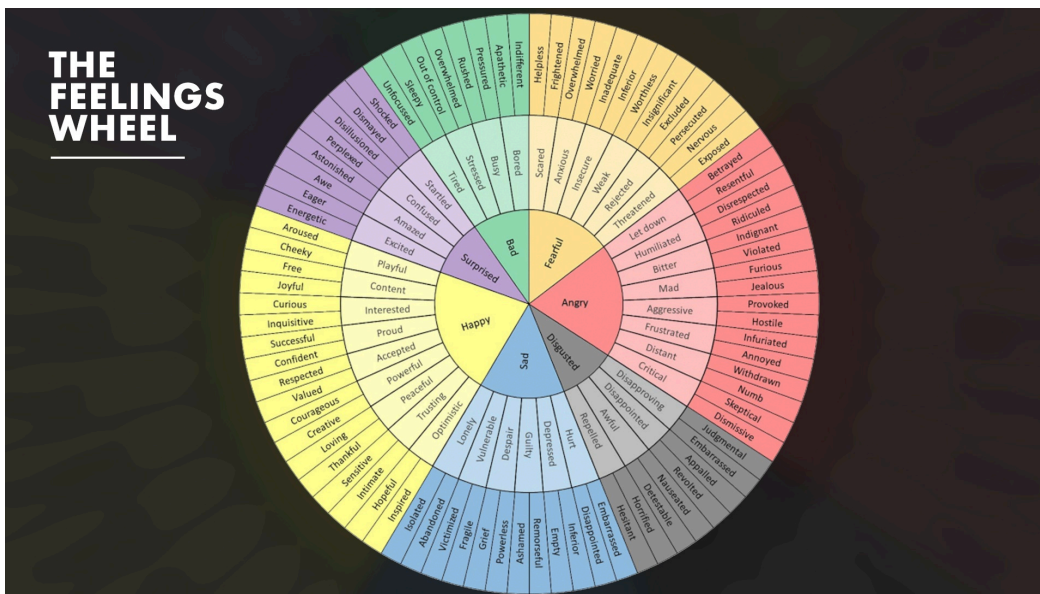 THE
FEELINGS
WHEEL
Bad
Fearful
Angry
Disgusted
Sad
Happy
Surprised
Tired
Stressed
Busy
Bored
Scared
Anxious
Insecure
Weak
Rejected
Threatened
Let down
Humiliated
Bitter
Mad
Aggressive
Frustrated
Distant
Critical
Disapproving
Disappointed
Awful
Repelled
Hurt
Depressed
Guilty
Despair
Vulnerable
Lonely
Optimistic
Trusting
Peaceful
Powerful
Accepted
Proud
Interested
Content
Playful
Excited
Amazed
Confused
Startled
Unfocussed
Sleepy
Out of control
Overwhelmed
Rushed
Pressured
Apathetic
Indifferent
Helpless
Frightened
Overwhelmed
Worried
Inadequate
Inferior
Worthless
Insignificant
Excluded
Persecuted
Nervous
Exposed
Betrayed
Resentful
Disrespected
Ridiculed
Indignant
Violated
Furious
Jealous
Provoked
Hostile
Infuriated
Annoyed
Withdrawn
Numb
Skeptical
Dismissive
Judgmental
Embarrassed
Appalled
Revolted
Nauseated
Detestable
Horrified
Hesitant
Embarrassed
Disappointed
Inferior
Empty
Remorseful
Ashamed
Powerless
Grief
Fragile
Victimized
Abandoned
Isolated
Inspired
Hopeful
Intimate
Sensitive
Thankful
Loving
Creative
Courageous
Valued
Respected
Confident
Successful
Inquisitive
Curious
Joyful
Free
Cheeky
Aroused
Energetic
Eager
Awe
Astonished
Perplexed
Disillusioned
Dismayed
Shocked